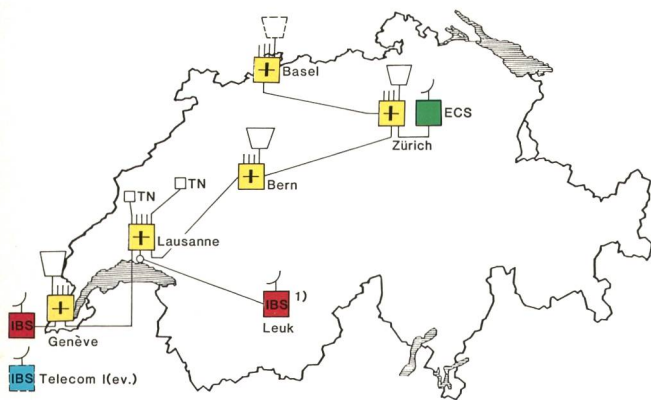 Basel
ECS
Zürich
Bern
TN
TN
Lausanne
IBS 1)
Leuk
IBS
Genève
IBS Telecom I(ev.)